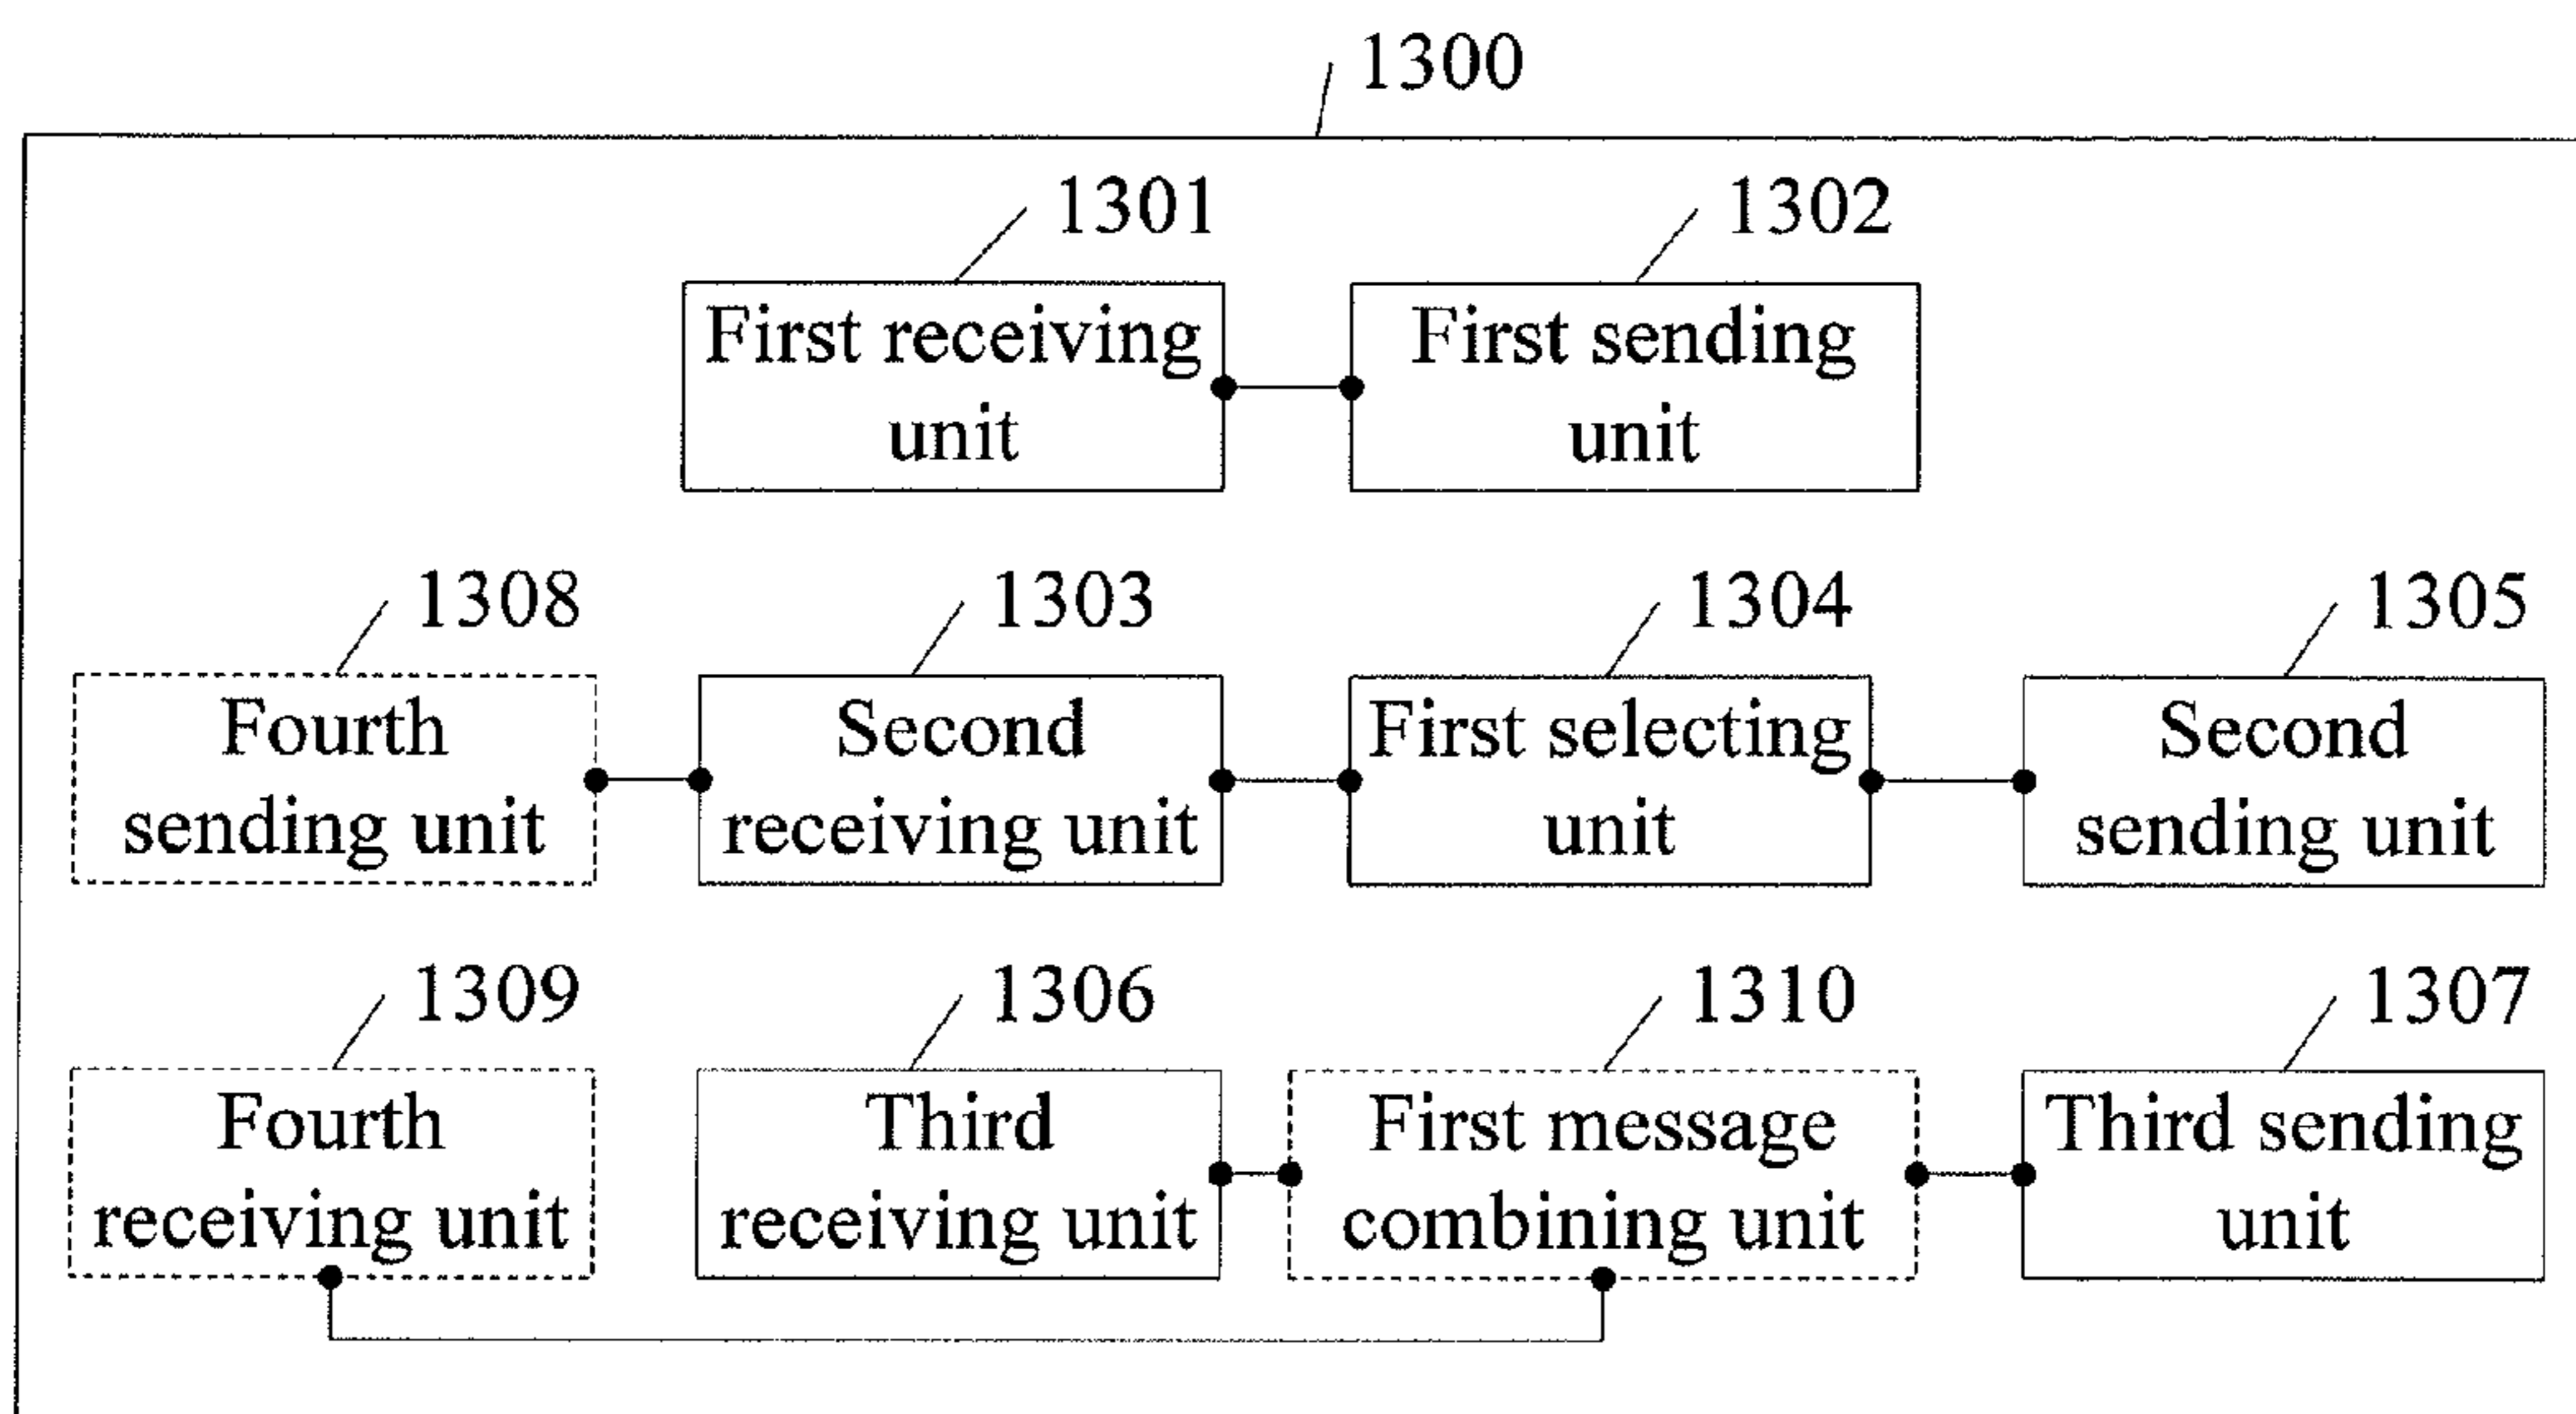 1300
1301
1302
First receiving
unit
First sending
unit
1308
1303
1304
1305
Fourth
sending unit
Second
receiving unit
First selecting
unit
Second
sending unit
1309
1306
1310
1307
Fourth
receiving unit
Third
receiving unit
First message
combining unit
Third sending
unit